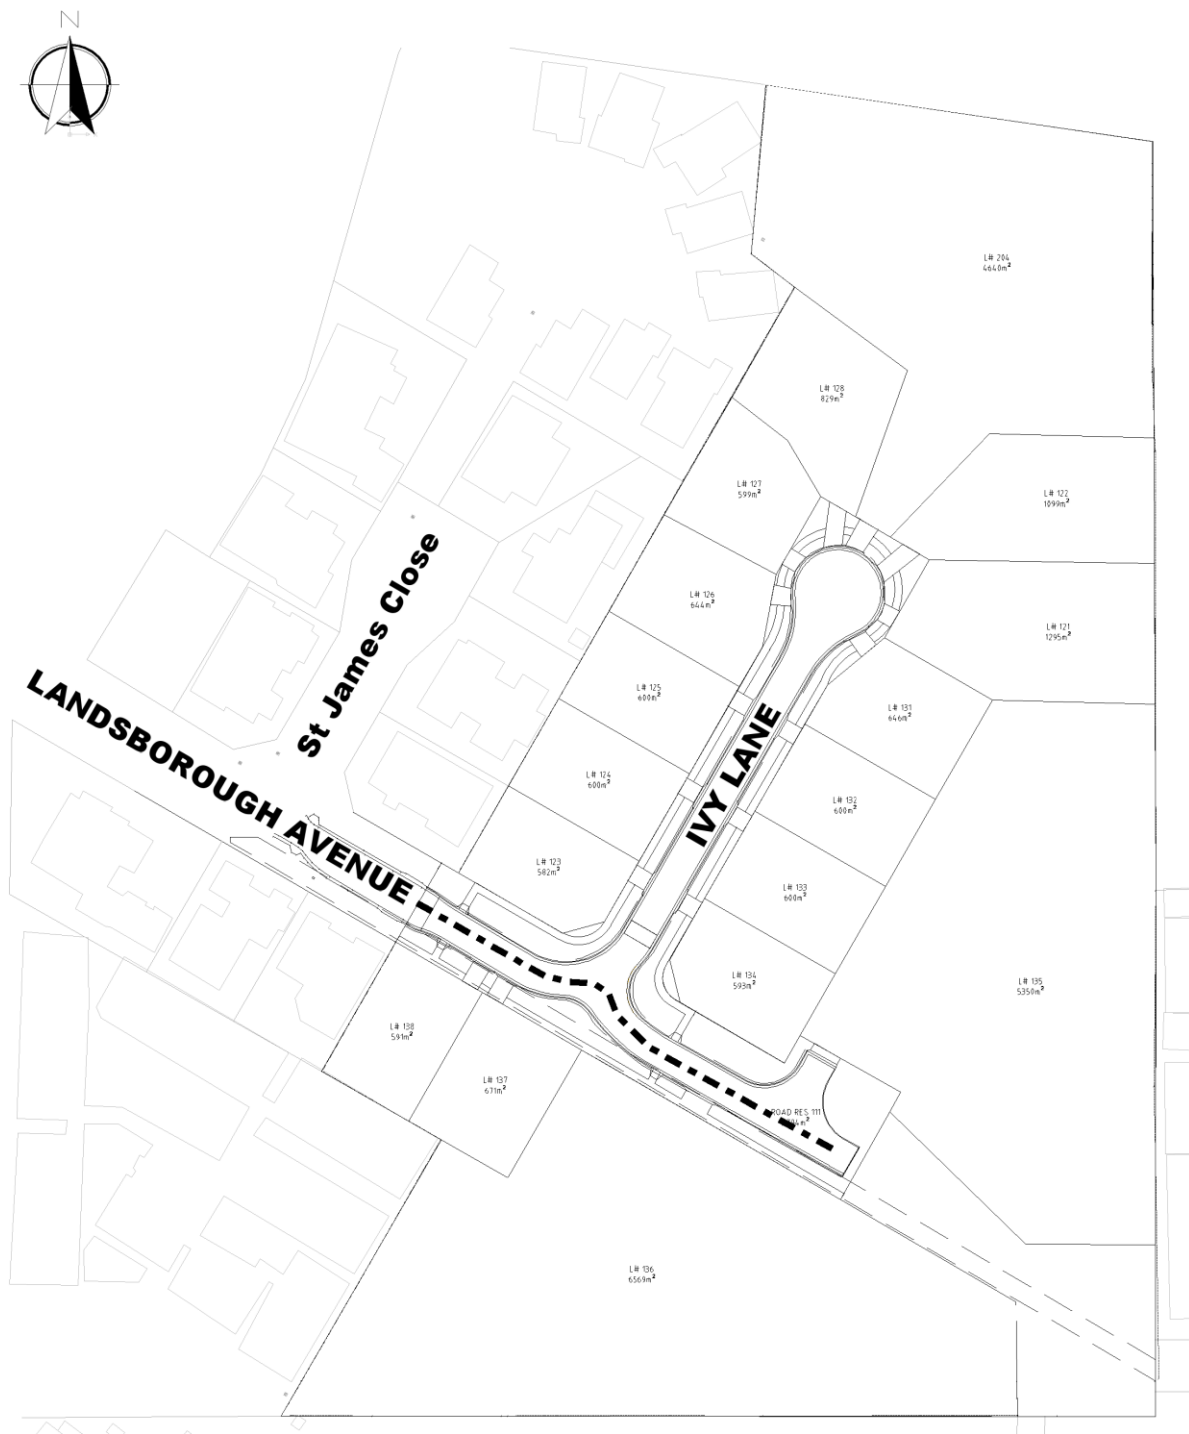 N
L# 204
4640m²
L# 128
829m²
L# 127
599m²
L# 122
1099m²
L# 126
644m²
L# 121
1295m²
St James Close
L# 125
600m²
L# 131
646m²
LANDSBOROUGH AVENUE
IVY LANE
L# 124
600m²
L# 132
600m²
L# 123
582m²
L# 133
600m²
L# 134
593m²
L# 135
5350m²
L# 138
591m²
L# 137
671m²
ROAD RES 111
L# 136
6569m²